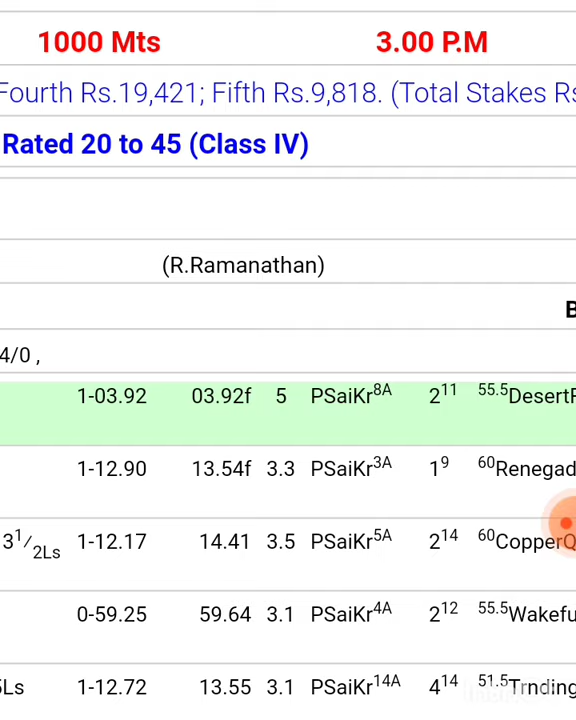 1000 Mts 3.00 P.M
Fourth Rs.19,421; Fifth Rs.9,818. (Total Stakes Rs
Rated 20 to 45 (Class IV)
(R.Ramanathan)
B
4/0 ,
1-03.92 03.92f 5 PSaiKr8A 2¹¹ 55.5DesertF
1-12.90 13.54f 3.3 PSaiKr3A 1⁹ 60Renegad
3 1/2Ls 1-12.17 14.41 3.5 PSaiKr5A 2¹⁴ 60CopperQ
0-59.25 59.64 3.1 PSaiKr4A 2¹² 55.5Wakefu
5Ls 1-12.72 13.55 3.1 PSaiKr14A 4¹⁴ 51.5Trnding